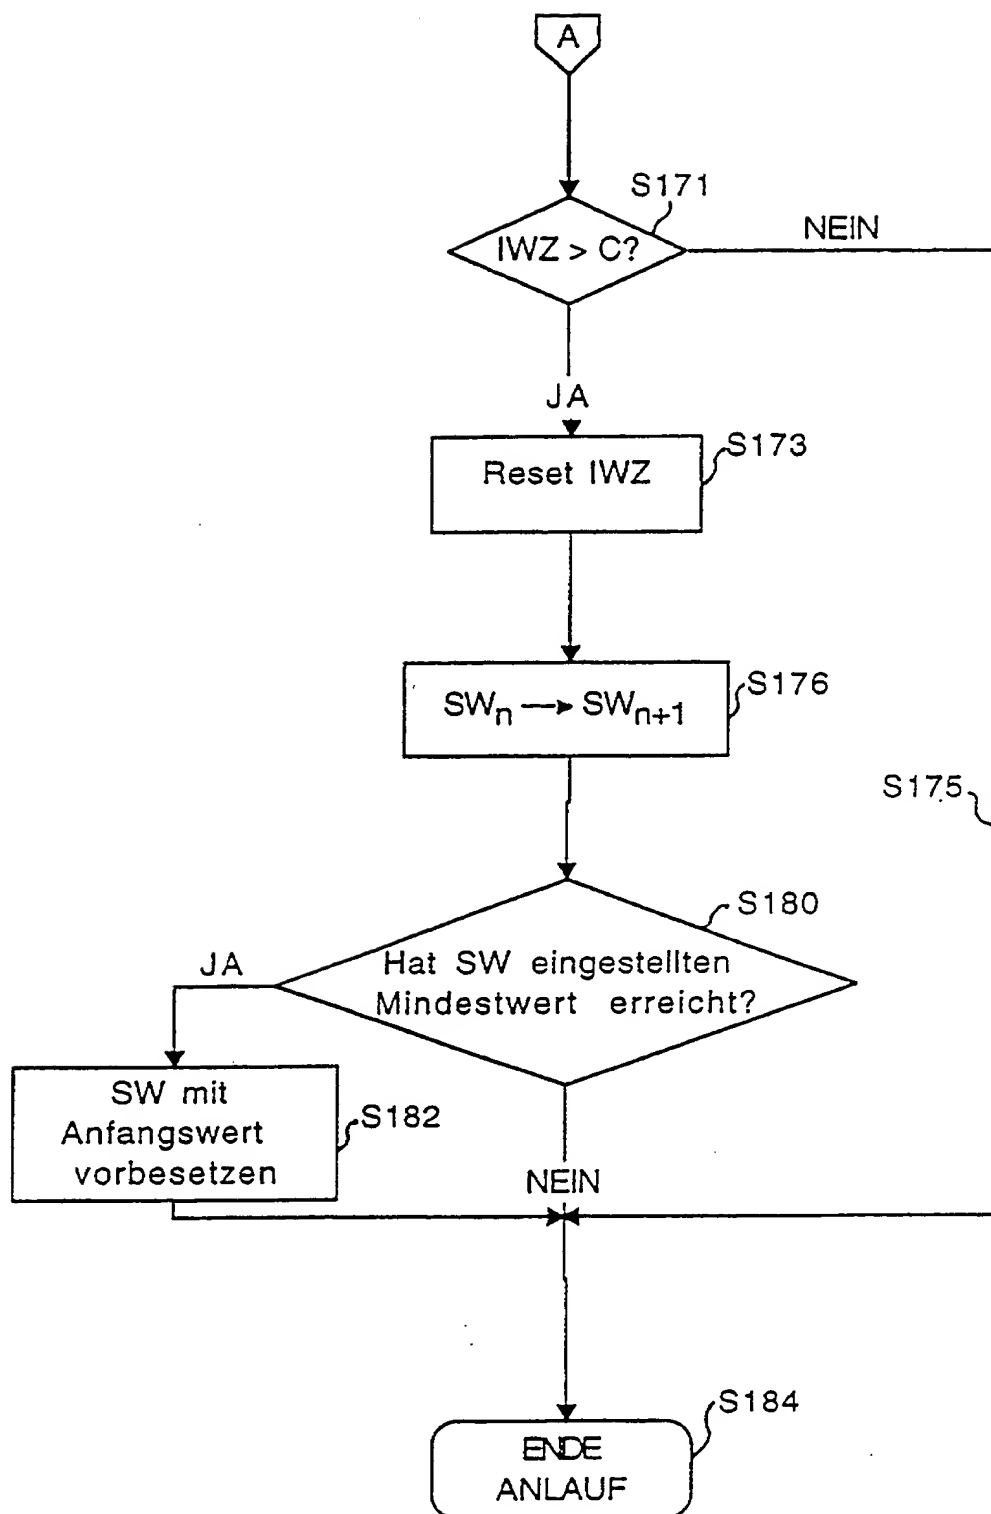 A
S171
IWZ > C?
NEIN
JA
S173
Reset IWZ
S176
SWn → SWn+1
S175
S180
Hat SW eingestellten
Mindestwert erreicht?
JA
SW mit
Anfangswert
vorbesetzen
S182
NEIN
S184
ENDE
ANLAUF